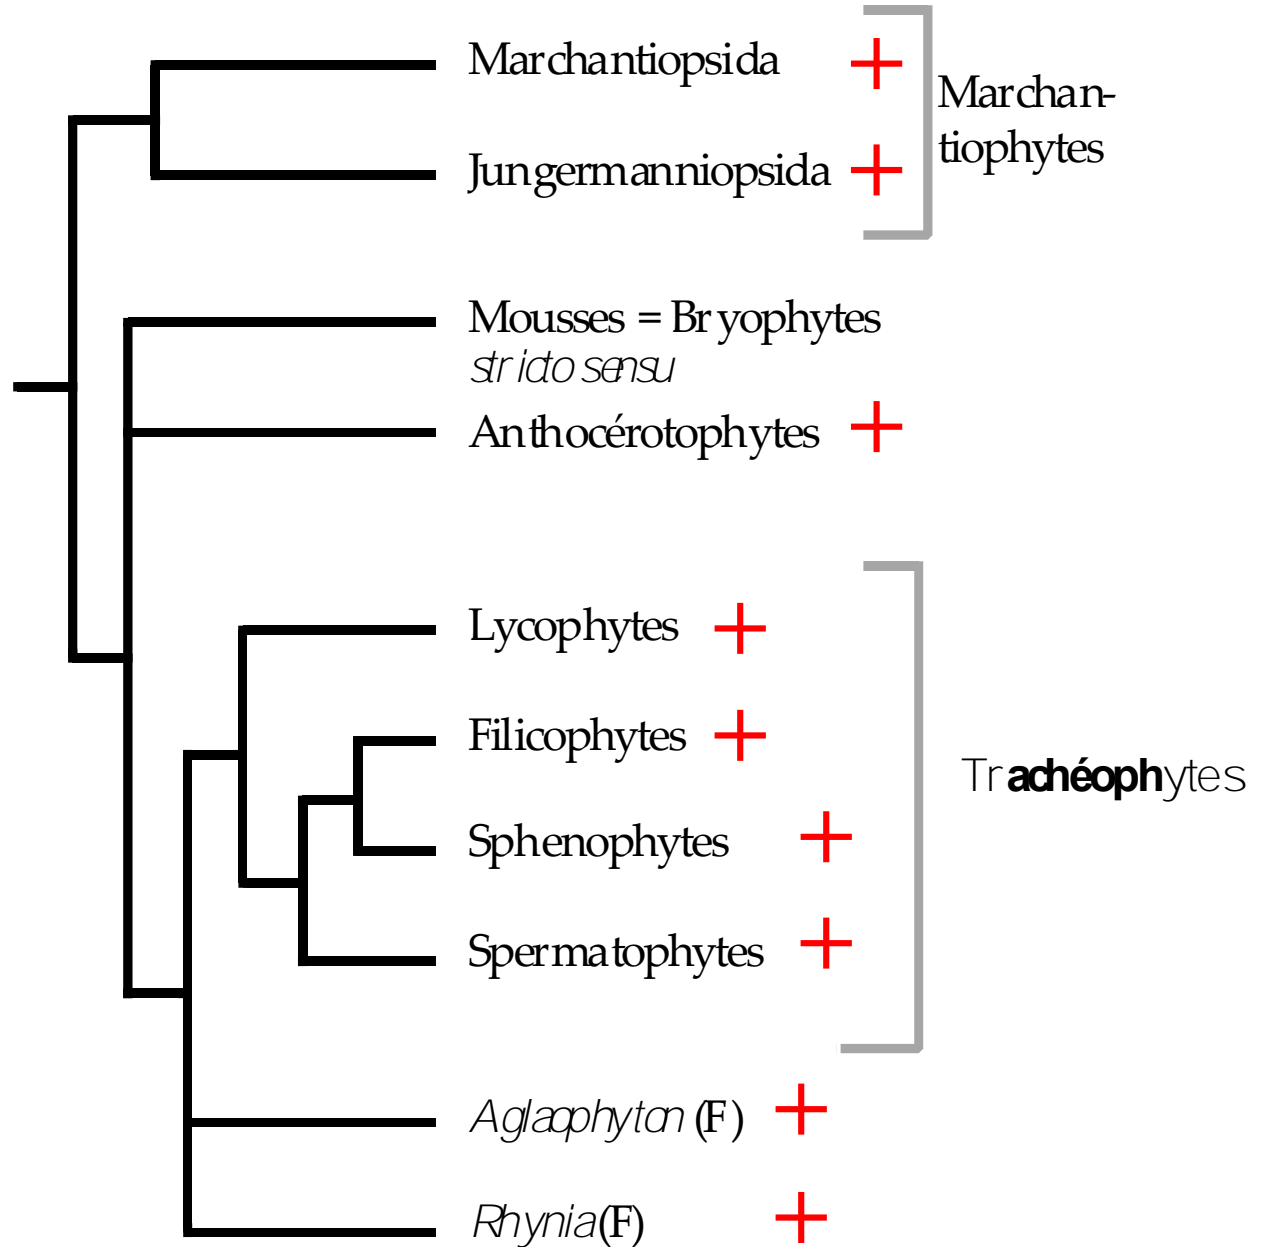 Marchantiopsida
Jungermanniopsida
Marchan-
tiophytes
Mousses = Bryophytes
stricto sensu
Anthocérotophytes
Lycophytes
Filicophytes
Sphenophytes
Spermatophytes
Trachéophytes
Aglaophyton (F)
Rhynia (F)